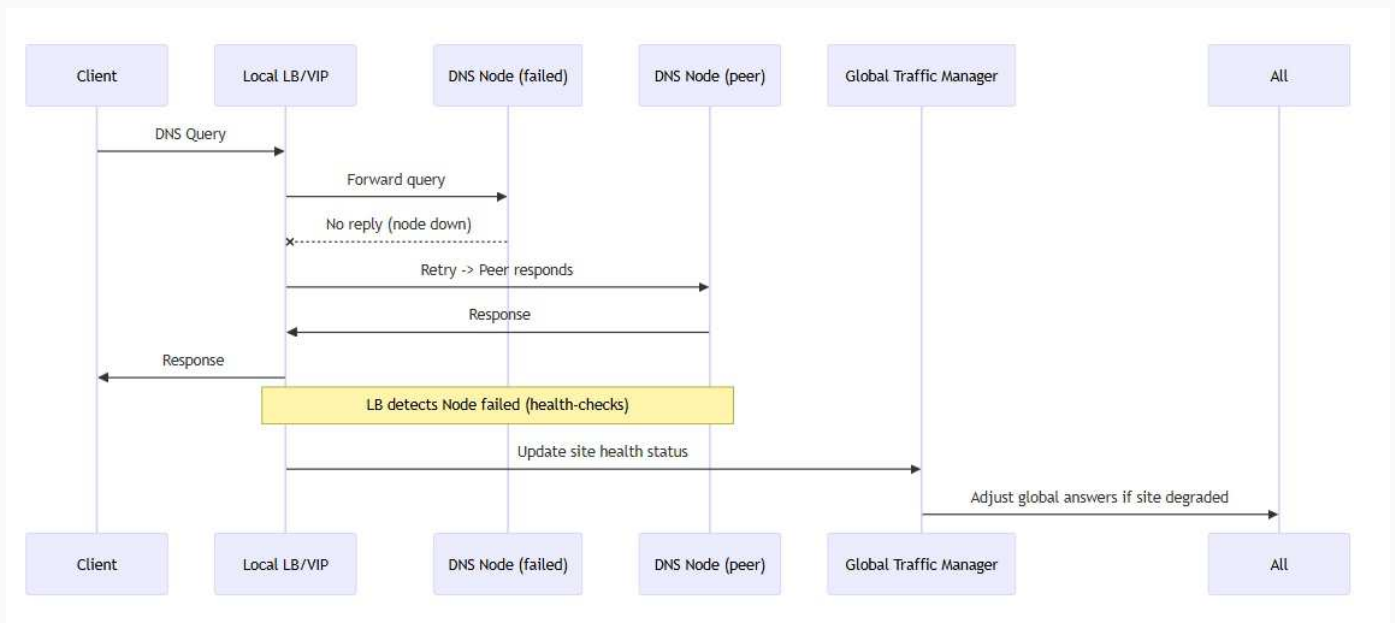 Client
Local LB/VIP
DNS Node (failed)
DNS Node (peer)
Global Traffic Manager
All
DNS Query
Forward query
No reply (node down)
Retry -> Peer responds
Response
Response
LB detects Node failed (health-checks)
Update site health status
Adjust global answers if site degraded
Client
Local LB/VIP
DNS Node (failed)
DNS Node (peer)
Global Traffic Manager
All